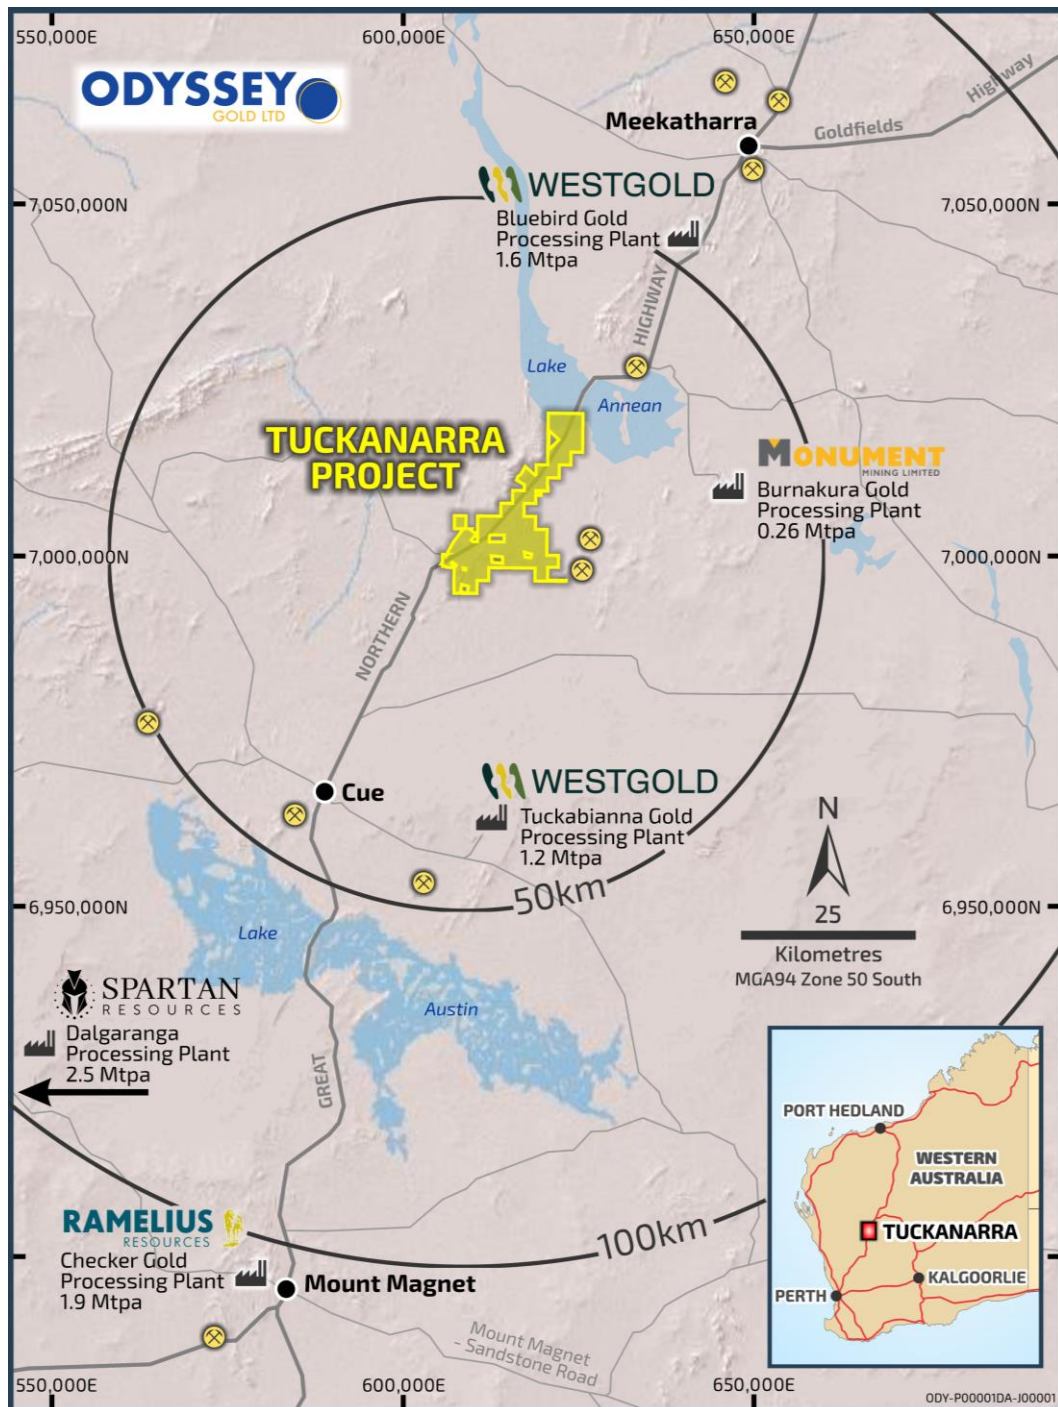 550,000E
600,000E
650,000E
ODYSSEY
GOLD LTD
Highway
Goldfields
Meekatharra
WESTGOLD
Bluebird Gold
Processing Plant
1.6 Mtpa
7,050,000N
7,050,000N
HIGHWAY
Lake
Annean
TUCKANARRA
PROJECT
MONUMENT
MINING LIMITED
Burnakura Gold
Processing Plant
0.26 Mtpa
7,000,000N
7,000,000N
NORTHERN
Cue
WESTGOLD
Tuckabianna Gold
Processing Plant
1.2 Mtpa
50km
N
25
Kilometres
MGA94 Zone 50 South
6,950,000N
6,950,000N
Lake
Austin
SPARTAN
RESOURCES
Dalgaranga
Processing Plant
2.5 Mtpa
GREAT
PORT HEDLAND
WESTERN
AUSTRALIA
TUCKANARRA
KALGOORLIE
PERTH
RAMELIUS
RESOURCES
Checker Gold
Processing Plant
1.9 Mtpa
100km
Mount Magnet
Mount Magnet
- Sandstone Road
550,000E
600,000E
650,000E
ODY-P00001DA-J00001